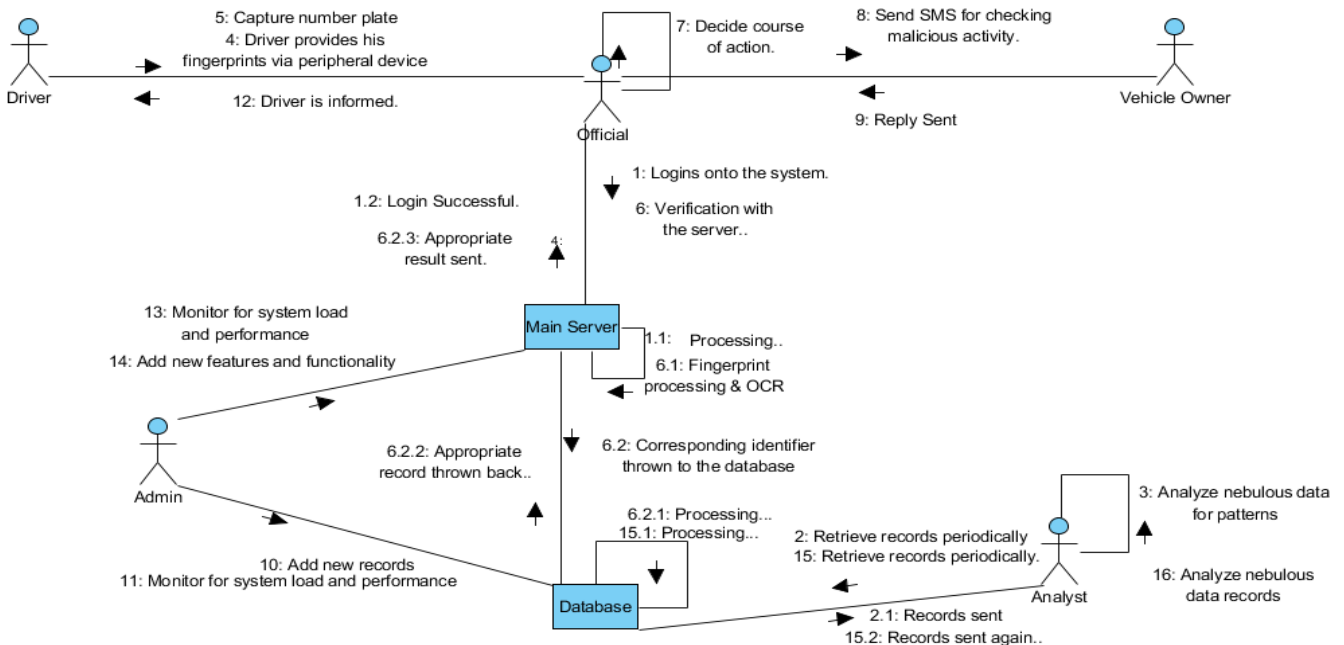 5: Capture number plate
4: Driver provides his
fingerprints via peripheral device
12: Driver is informed.
Driver
7: Decide course
of action.
Official
8: Send SMS for checking
malicious activity.
9: Reply Sent
Vehicle Owner
1: Logins onto the system.
6: Verification with
the server..
1.2: Login Successful.
6.2.3: Appropriate
result sent.
4:
Main Server
1.1: Processing..
6.1: Fingerprint
processing & OCR
13: Monitor for system load
and performance
14: Add new features and functionality
Admin
6.2.2: Appropriate
record thrown back..
6.2: Corresponding identifier
thrown to the database
10: Add new records
11: Monitor for system load and performance
6.2.1: Processing...
15.1: Processing...
Database
2: Retrieve records periodically
15: Retrieve records periodically.
2.1: Records sent
15.2: Records sent again..
Analyst
3: Analyze nebulous data
for patterns
16: Analyze nebulous
data records